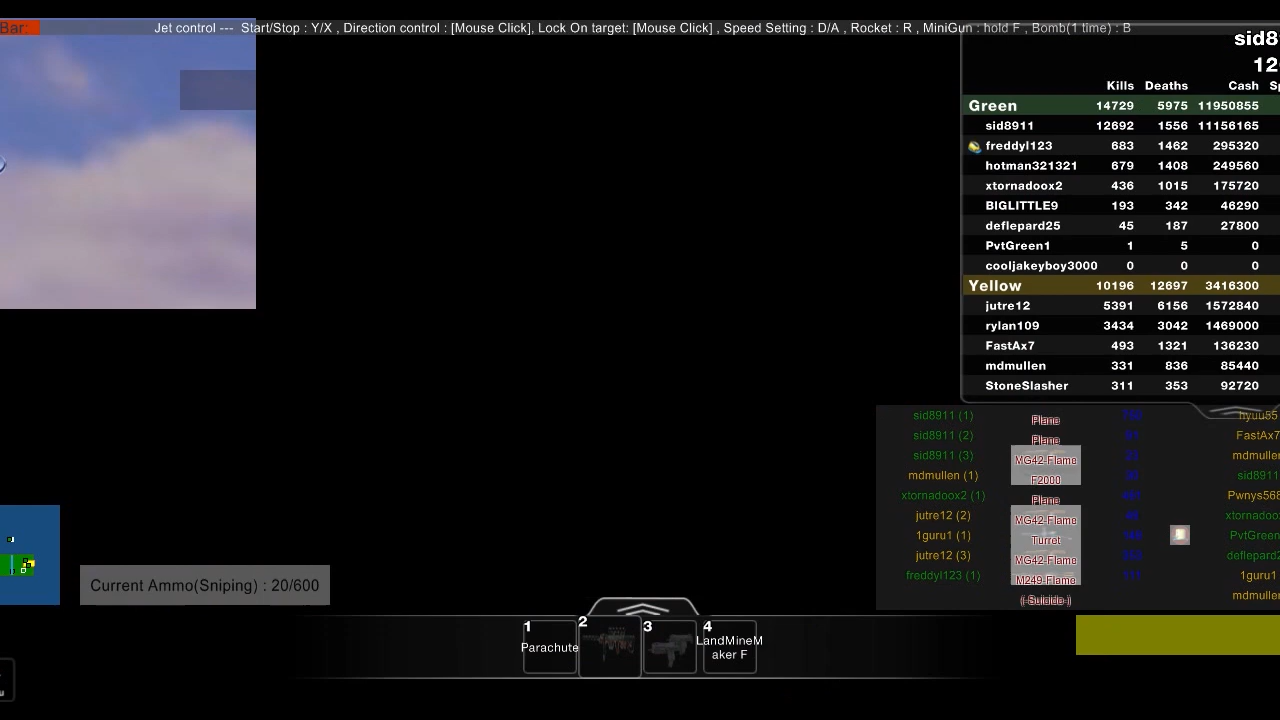 Bar:
Jet control --- Start/Stop : Y/X , Direction control : [Mouse Click], Lock On target: [Mouse Click] , Speed Setting : D/A , Rocket : R , MiniGun : hold F , Bomb(1 time) : B
sid8
12
Kills Deaths Cash Sp
Green 14729 5975 11950855
sid8911 12692 1556 11156165
freddyl123 683 1462 295320
hotman321321 679 1408 249560
xtornadoox2 436 1015 175720
BIGLITTLE9 193 342 46290
deflepard25 45 187 27800
PvtGreen1 1 5 0
cooljakeyboy3000 0 0 0
Yellow 10196 12697 3416300
jutre12 5391 6156 1572840
rylan109 3434 3042 1469000
FastAx7 493 1321 136230
mdmullen 331 836 85440
StoneSlasher 311 353 92720
sid8911 (1) Plane hyuu55
sid8911 (2) Plane FastAx7
sid8911 (3) MG42-Flame mdmullen
mdmullen (1) F2000 sid8911
xtornadoox2 (1) Plane Pwnys568
jutre12 (2) MG42-Flame xtornadoox
1guru1 (1) Turret PvtGreen
jutre12 (3) MG42-Flame deflepard2
freddyl123 (1) M249-Flame 1guru1
(-Suicide-) mdmullen
Current Ammo(Sniping) : 20/600
1 2 3 4
Parachute
LandMineM
aker F